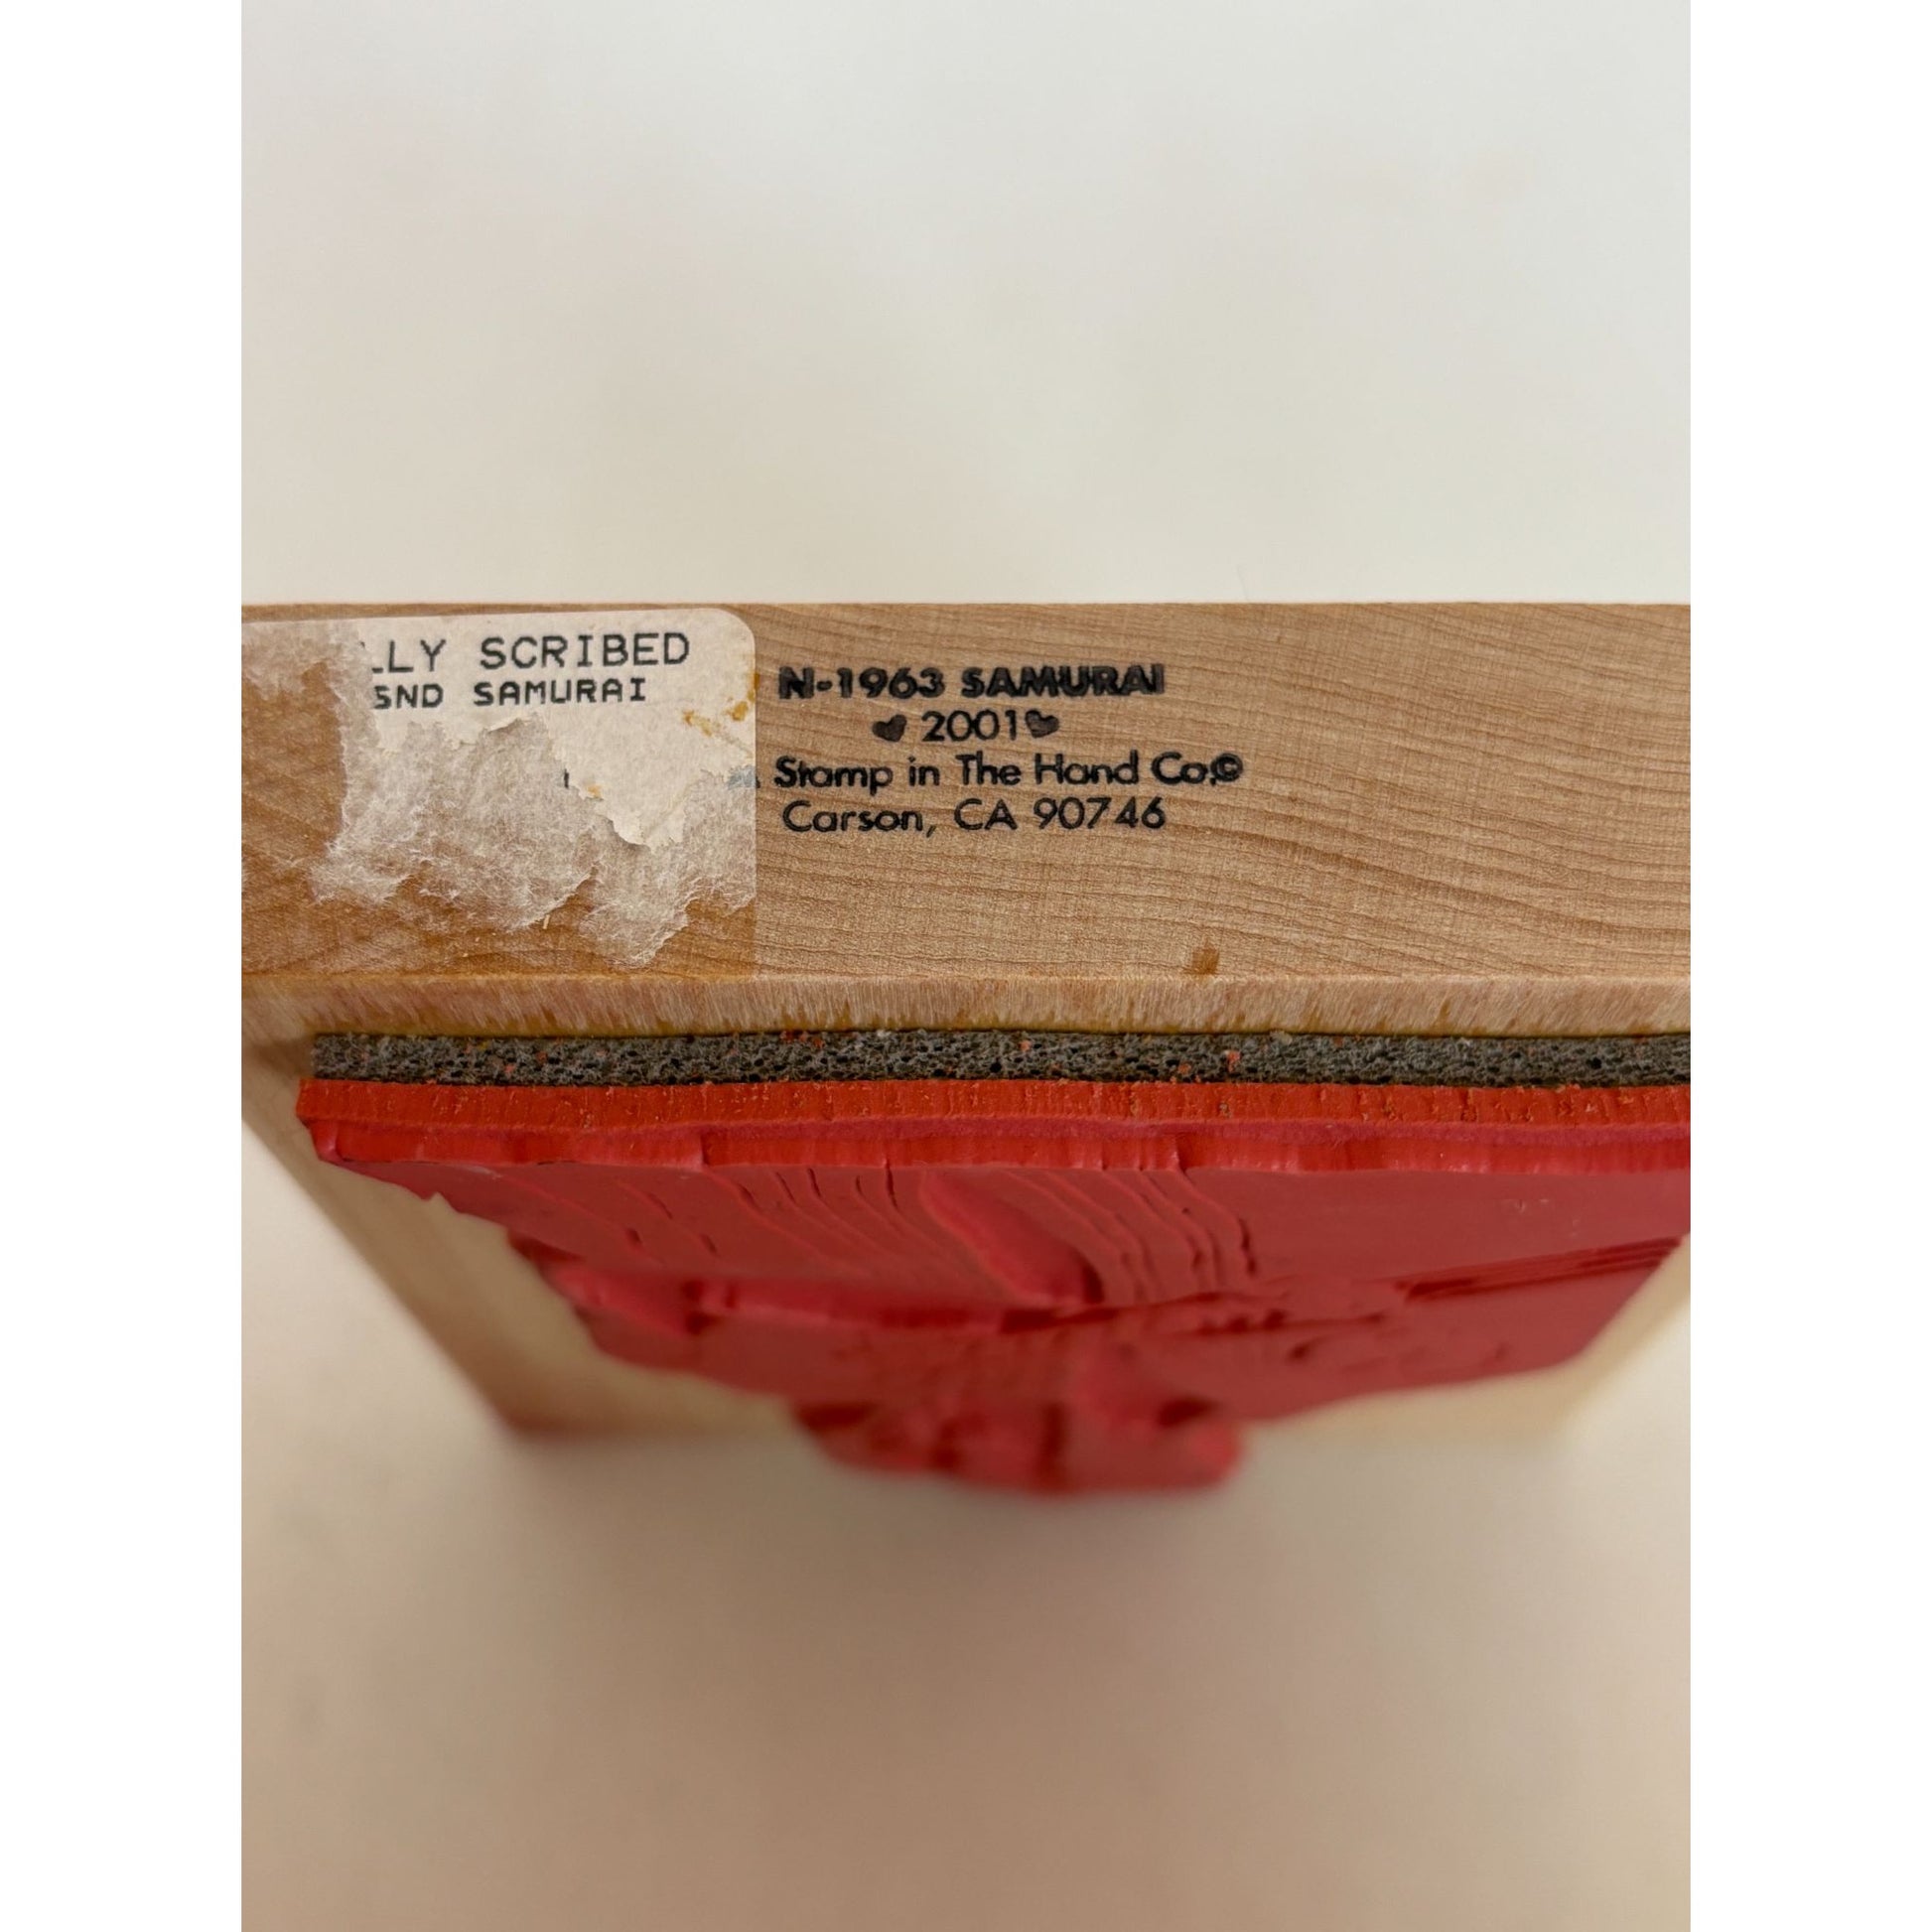 LLY SCRIBED
SND SAMURAI
N-1963 SAMURAI
2001
A Stamp in The Hand Co.©
Carson, CA 90746